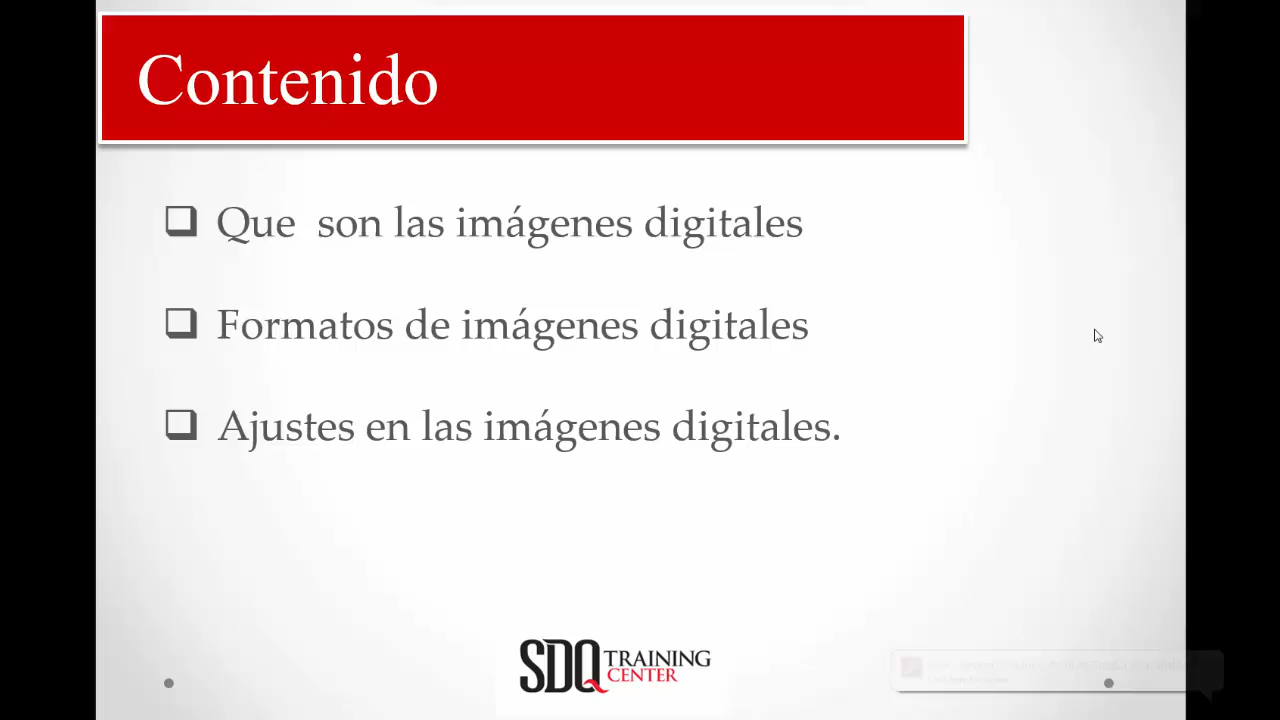 Contenido
Que son las imágenes digitales
Formatos de imágenes digitales
Ajustes en las imágenes digitales.
SDQ TRAINING
CENTER